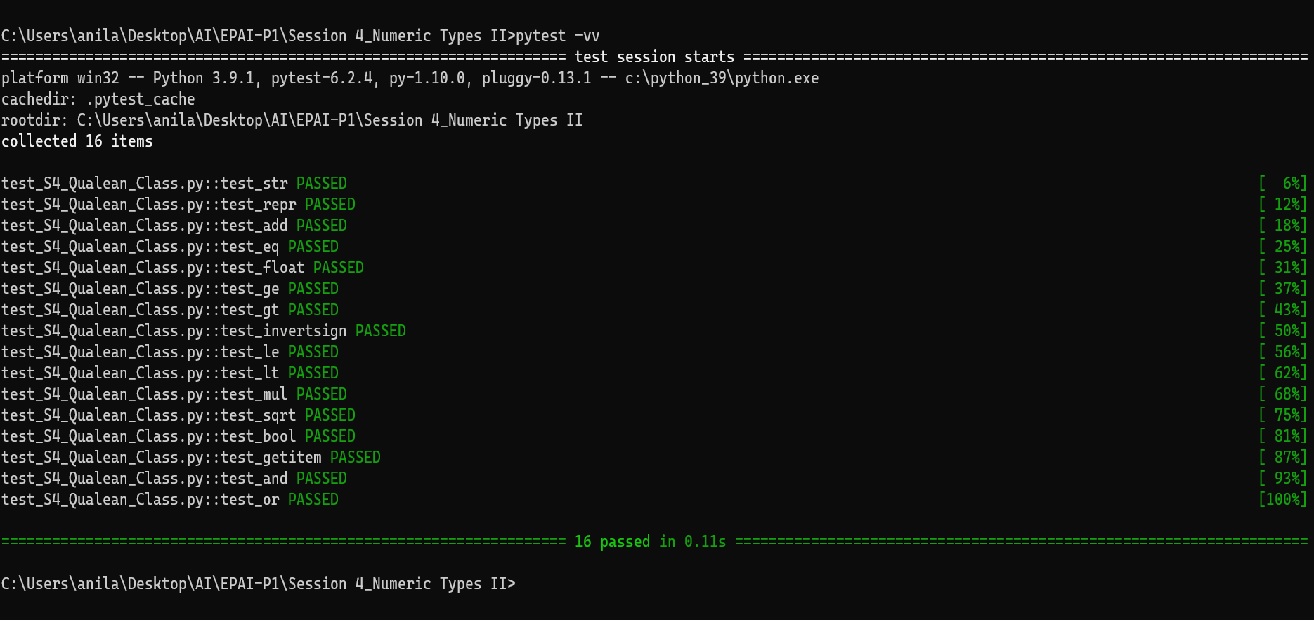 C:\Users\anila\Desktop\AI\EPAI-P1\Session 4_Numeric Types II>pytest -vv
=================================================================== test session starts ===================================================================
platform win32 -- Python 3.9.1, pytest-6.2.4, py-1.10.0, pluggy-0.13.1 -- c:\python_39\python.exe
cachedir: .pytest_cache
rootdir: C:\Users\anila\Desktop\AI\EPAI-P1\Session 4_Numeric Types II
collected 16 items
test_S4_Qualean_Class.py::test_str PASSED [  6%]
test_S4_Qualean_Class.py::test_repr PASSED [ 12%]
test_S4_Qualean_Class.py::test_add PASSED [ 18%]
test_S4_Qualean_Class.py::test_eq PASSED [ 25%]
test_S4_Qualean_Class.py::test_float PASSED [ 31%]
test_S4_Qualean_Class.py::test_ge PASSED [ 37%]
test_S4_Qualean_Class.py::test_gt PASSED [ 43%]
test_S4_Qualean_Class.py::test_invertsign PASSED [ 50%]
test_S4_Qualean_Class.py::test_le PASSED [ 56%]
test_S4_Qualean_Class.py::test_lt PASSED [ 62%]
test_S4_Qualean_Class.py::test_mul PASSED [ 68%]
test_S4_Qualean_Class.py::test_sqrt PASSED [ 75%]
test_S4_Qualean_Class.py::test_bool PASSED [ 81%]
test_S4_Qualean_Class.py::test_getitem PASSED [ 87%]
test_S4_Qualean_Class.py::test_and PASSED [ 93%]
test_S4_Qualean_Class.py::test_or PASSED [100%]
=================================================================== 16 passed in 0.11s ====================================================================
C:\Users\anila\Desktop\AI\EPAI-P1\Session 4_Numeric Types II>